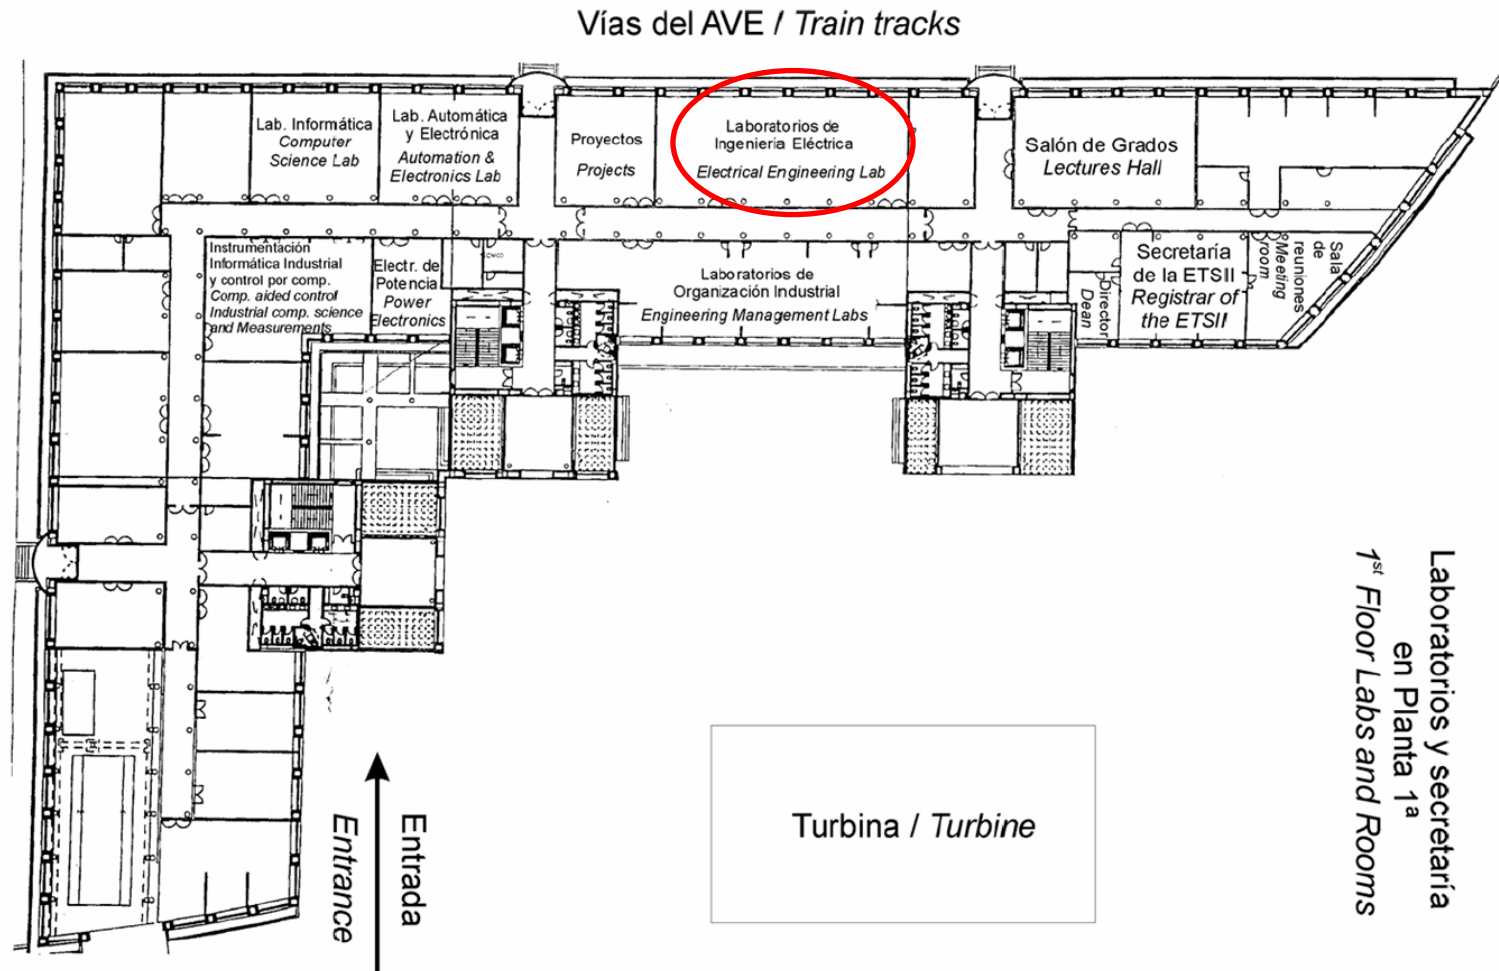 Vías del AVE / Train tracks
Lab. Informática
Computer
Science Lab
Lab. Automática
y Electrónica
Automation &
Electronics Lab
Proyectos
Projects
Laboratorios de
Ingenieria Eléctrica
Electrical Engineering Lab
Salón de Grados
Lectures Hall
Instrumentación
Informática Industrial
y control por comp.
Comp. aided control
Industrial comp. science
and Measurements
Electr. de
Potencia
Power
Electronics
Laboratorios de
Organización Industrial
Engineering Management Labs
Director
Dean
Secretaría
de la ETSII
Registrar of
the ETSII
Sala
de
reuniones
Meeting
room
Laboratorios y secretaría
en Planta 1ª
1st Floor Labs and Rooms
Entrada
Entrance
Turbina / Turbine